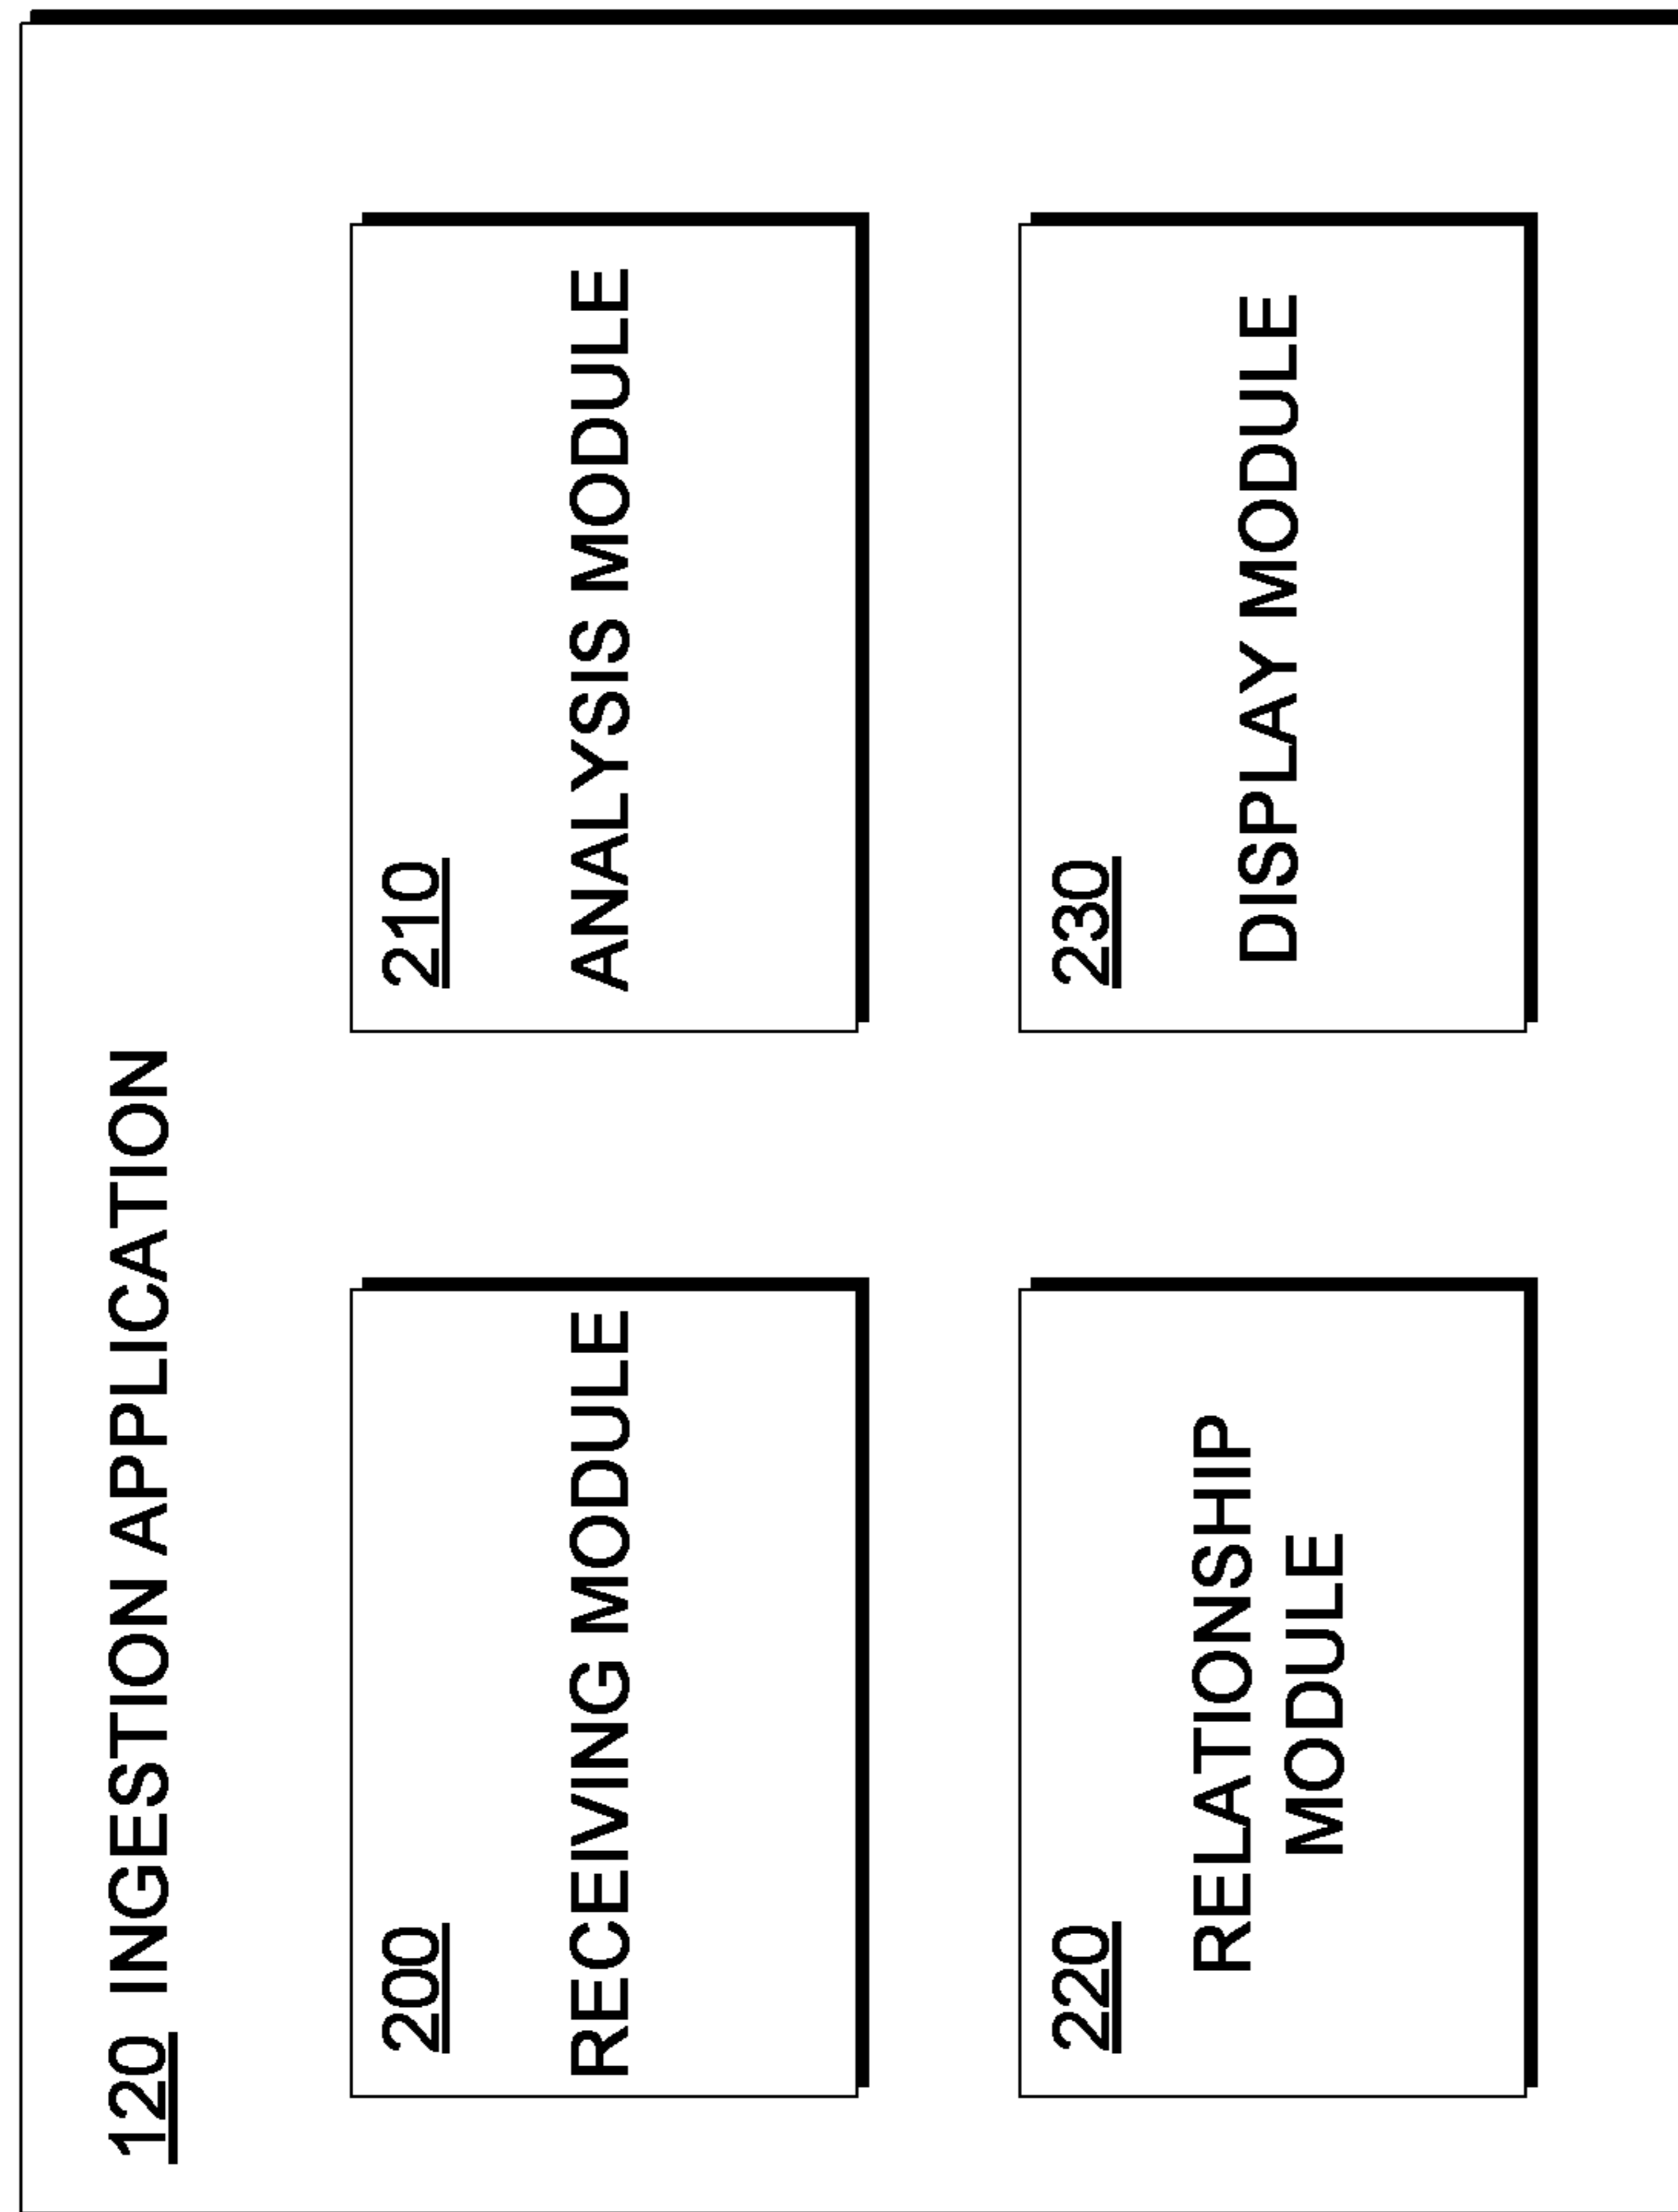 120 INGESTION APPLICATION
200
RECEIVING MODULE
210
ANALYSIS MODULE
220
RELATIONSHIP
MODULE
230
DISPLAY MODULE